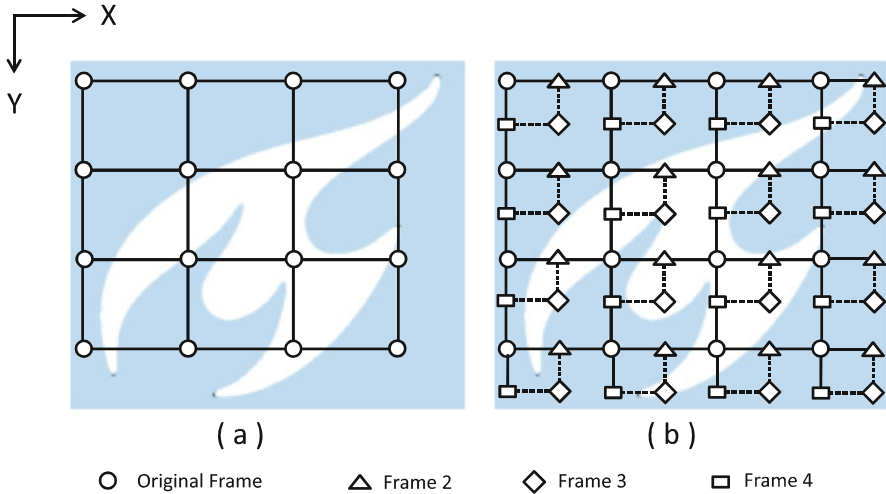 X
Y
( a )
( b )
Original Frame
Frame 2
Frame 3
Frame 4